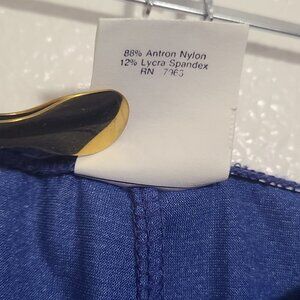 88% Antron Nylon
12% Lycra Spandex
RN 7963